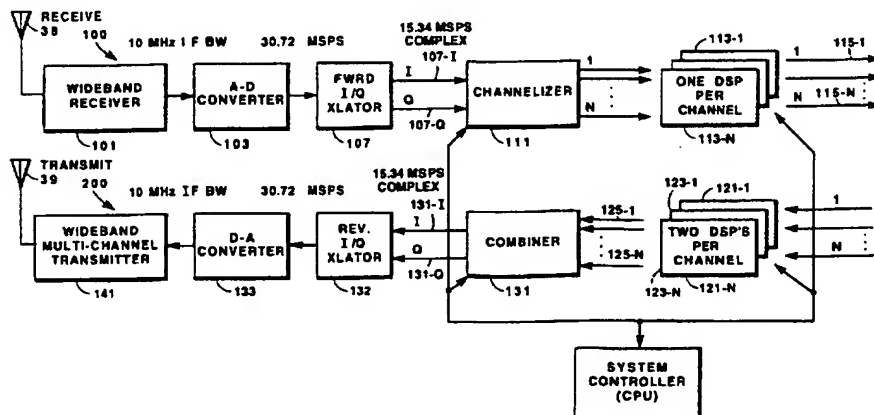 RECEIVE
38
100
10 MHz I F BW
30.72 MSPS
15.34 MSPS
COMPLEX
107-I
I
Q
107-Q
WIDEBAND
RECEIVER
101
A-D
CONVERTER
103
FWRD
I/Q
XLATOR
107
CHANNELIZER
111
1
N
113-1
ONE DSP
PER
CHANNEL
113-N
1
115-1
N
115-N
TRANSMIT
39
200
10 MHz IF BW
30.72 MSPS
15.34 MSPS
COMPLEX
131-I
I
Q
131-Q
WIDEBAND
MULTI-CHANNEL
TRANSMITTER
141
D-A
CONVERTER
133
REV.
I/Q
XLATOR
132
COMBINER
131
125-1
125-N
123-1
121-1
TWO DSP'S
PER
CHANNEL
123-N
121-N
1
N
SYSTEM
CONTROLLER
(CPU)